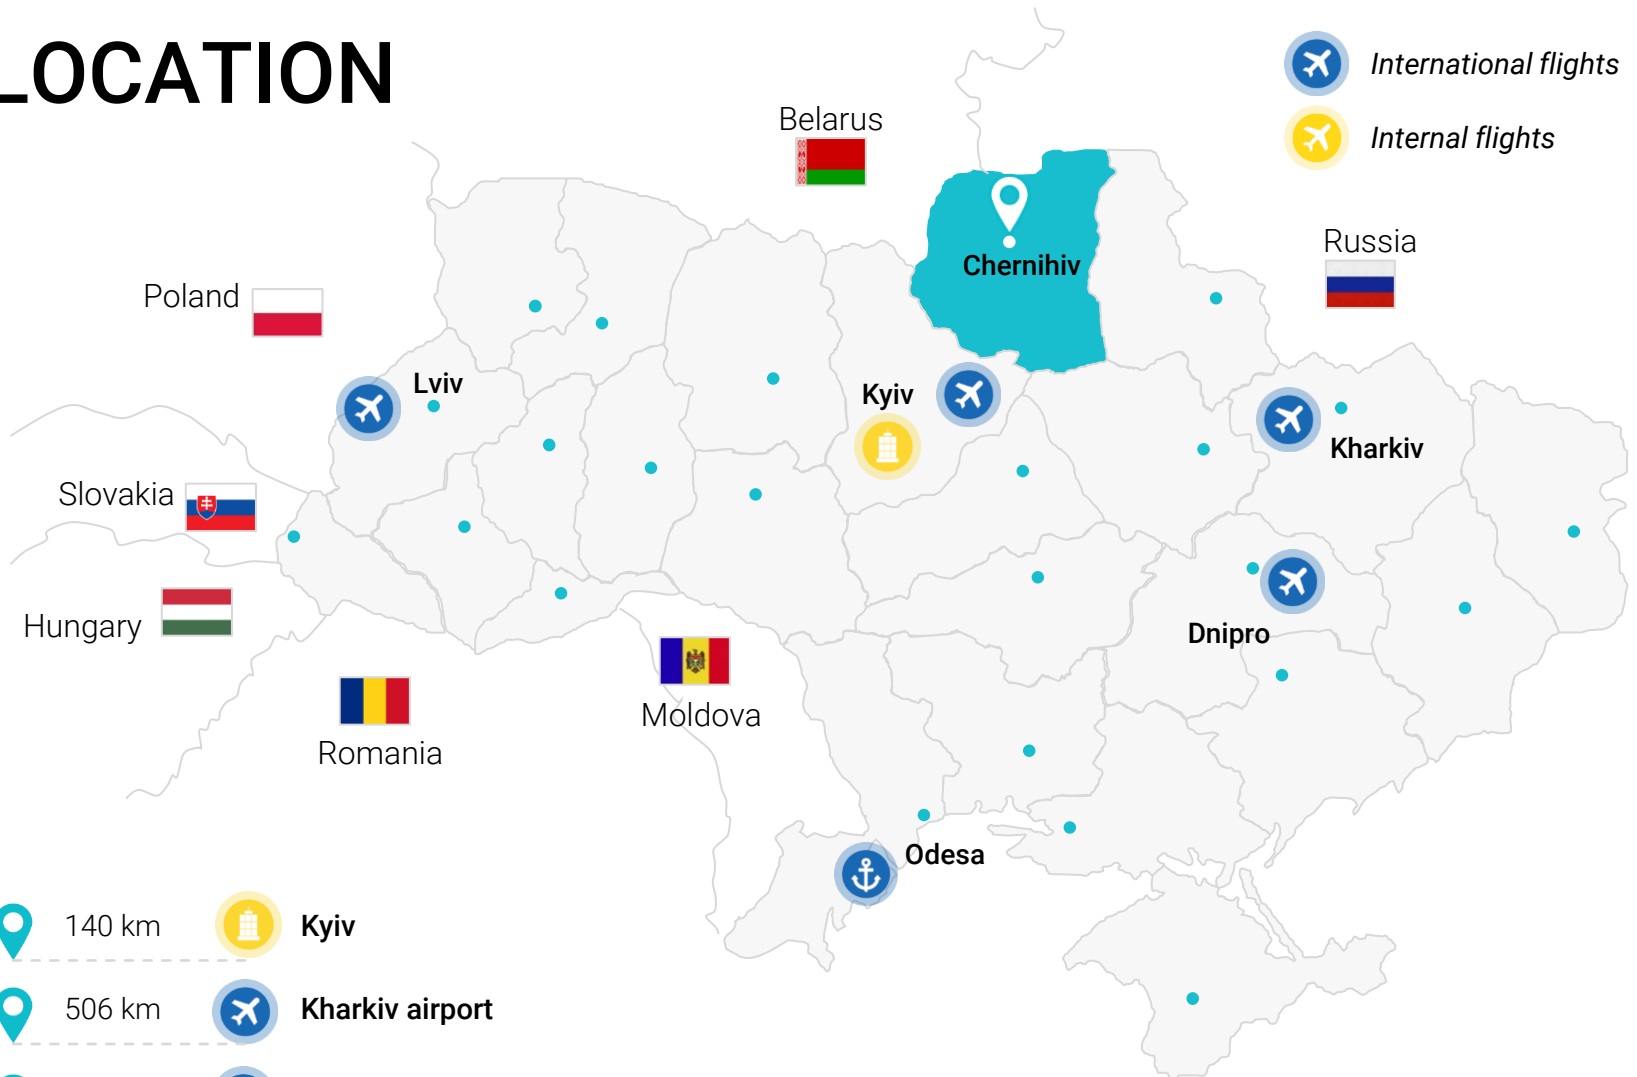 LOCATION
International flights
Internal flights
Belarus
Russia
Chernihiv
Poland
Lviv
Kyiv
Kharkiv
Slovakia
Hungary
Dnipro
Moldova
Romania
Odesa
140 km Kyiv
506 km Kharkiv airport